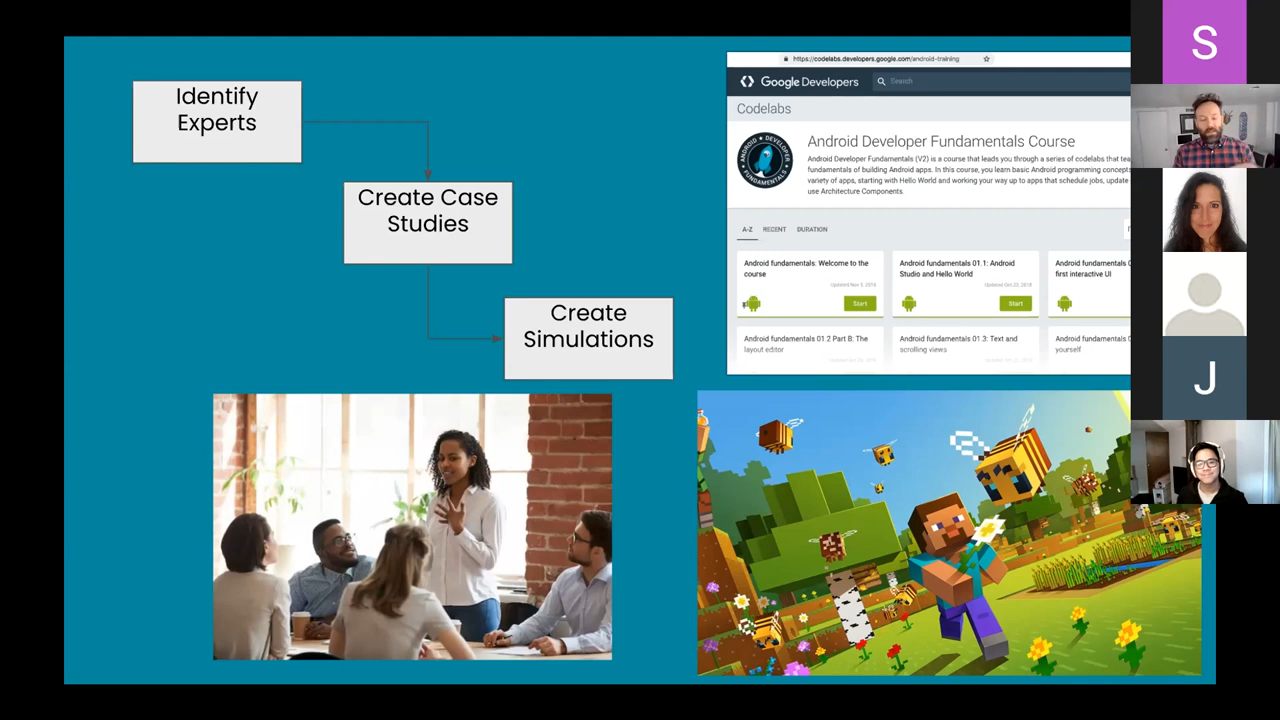 Identify
Experts
Create Case
Studies
Create
Simulations
https://codelabs.developers.google.com/android-training
Google Developers
Search
Codelabs
ANDROID DEVELOPER
FUNDAMENTALS
Android Developer Fundamentals Course
Android Developer Fundamentals (V2) is a course that leads you through a series of codelabs that tea
fundamentals of building Android apps. In this course, you learn basic Android programming concepts
variety of apps, starting with Hello World and working your way up to apps that schedule jobs, update
use Architecture Components.
A-Z RECENT DURATION
Android fundamentals: Welcome to the
course
Start
Android fundamentals 01.1: Android
Studio and Hello World
Start
Android fundamentals 0
first interactive UI
Android fundamentals 01.2 Part B: The
layout editor
Android fundamentals 01.3: Text and
scrolling views
Android fundamentals 0
yourself
S
J